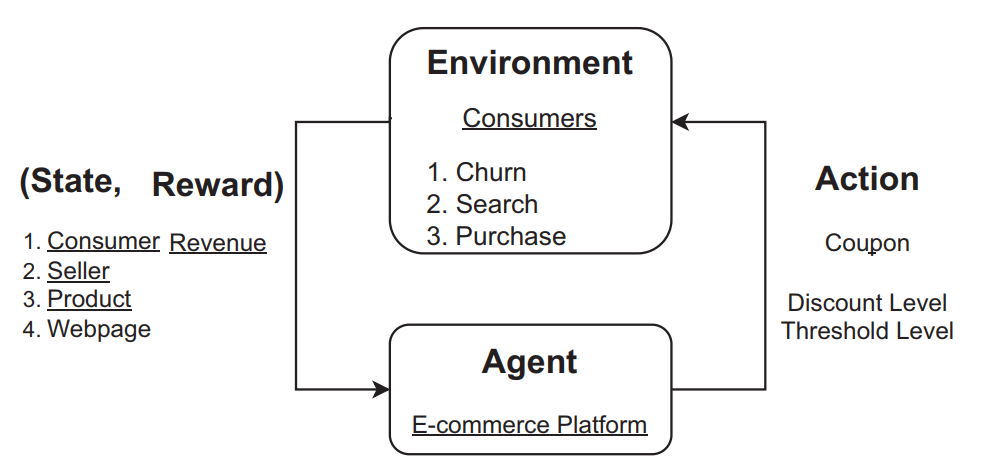 Environment
Consumers
1. Churn
2. Search
3. Purchase
(State, Reward)
1. Consumer Revenue
2. Seller
3. Product
4. Webpage
Action
Coupon
Discount Level
Threshold Level
Agent
E-commerce Platform